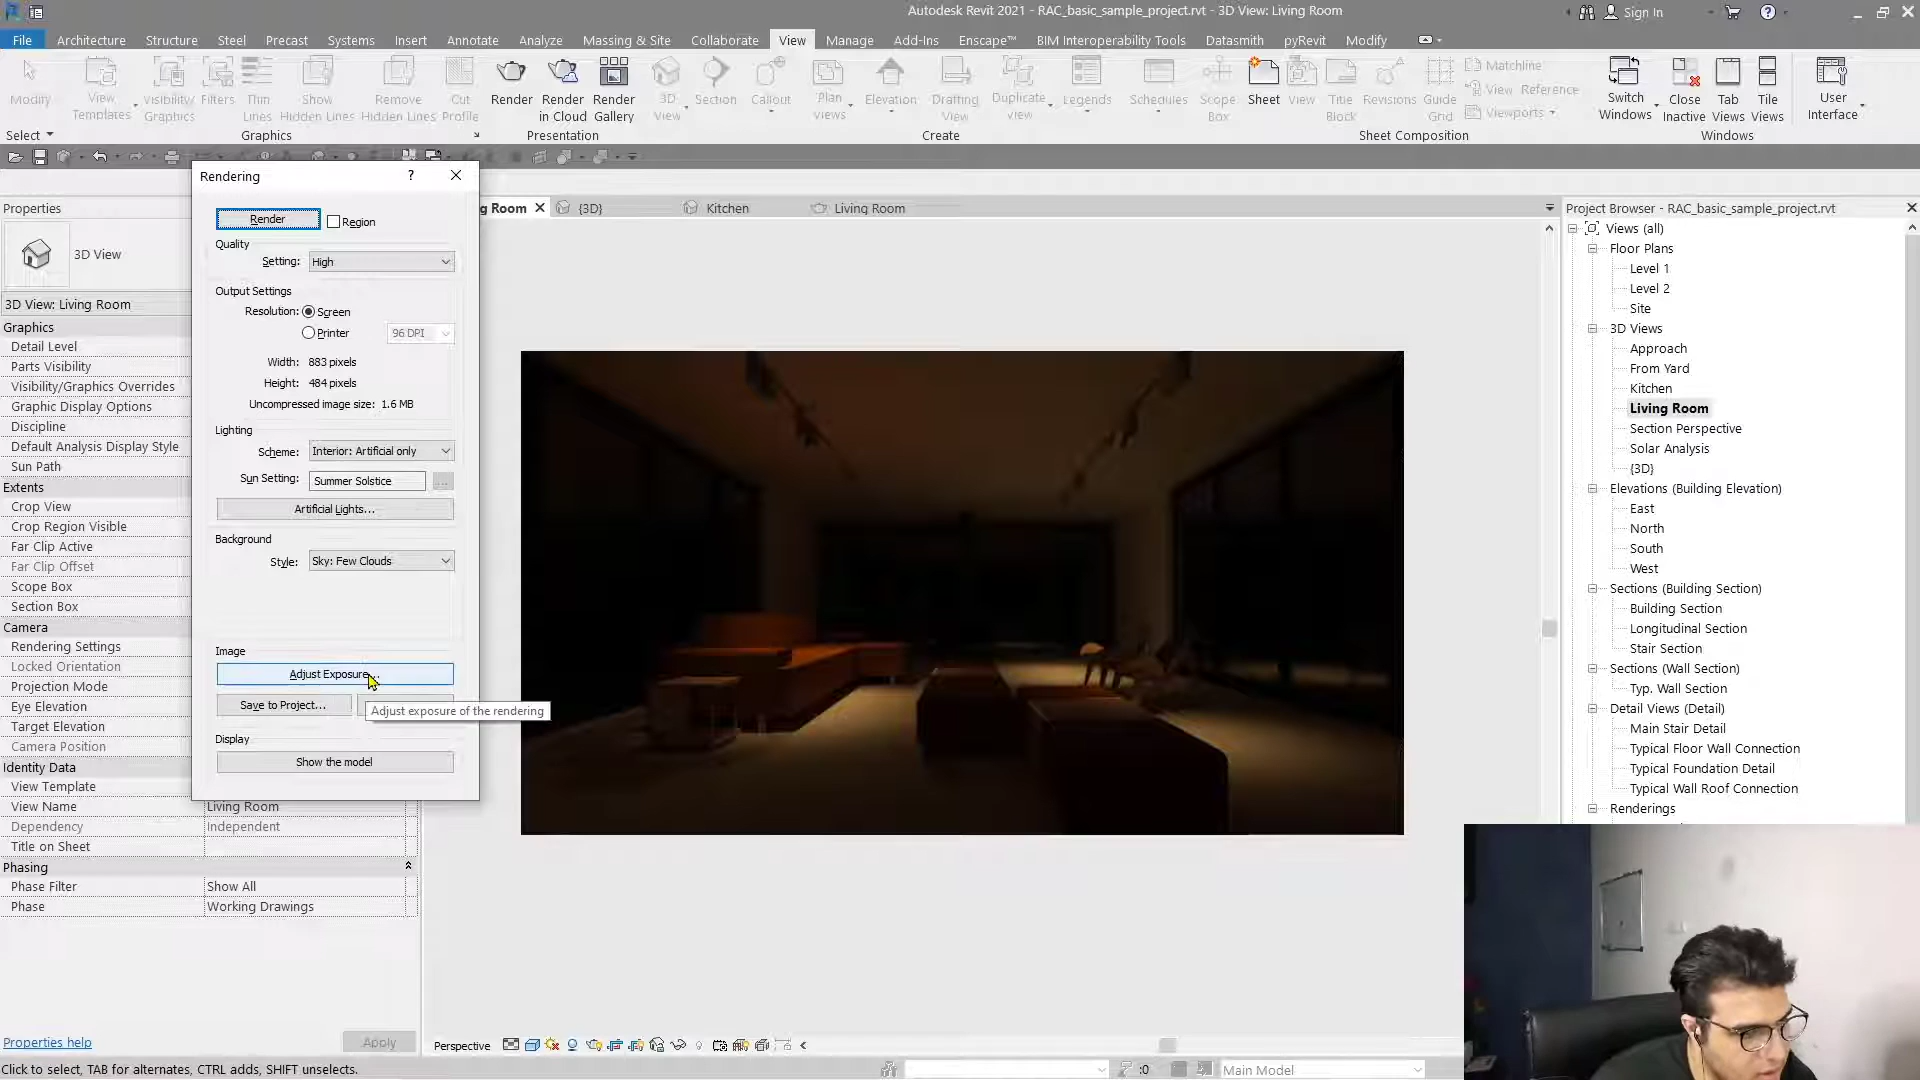 Autodesk Revit 2021 - RAC_basic_sample_project.rvt - 3D View: Living Room
Sign In
File Architecture Structure Steel Precast Systems Insert Annotate Analyze Massing & Site Collaborate View Manage Add-Ins Enscape™ BIM Interoperability Tools Datasmith pyRevit Modify
Modify
View Templates
Visibility/ Graphics
Filters
Thin Lines
Show Hidden Lines
Remove Hidden Lines
Cut Profile
Render
Render in Cloud
Render Gallery
3D View
Section
Callout
Plan Views
Elevation
Drafting View
Duplicate View
Legends
Schedules
Scope Box
Sheet
View
Title Block
Revisions
Guide Grid
Matchline
View Reference
Viewports
Switch Windows
Close Inactive
Tab Views
Tile Views
User Interface
Select
Graphics
Presentation
Create
Sheet Composition
Windows
Rendering
?
Render
Region
Quality
Setting: High
Output Settings
Resolution: Screen
Printer 96 DPI
Width: 883 pixels
Height: 484 pixels
Uncompressed image size: 1.6 MB
Lighting
Scheme: Interior: Artificial only
Sun Setting: Summer Solstice ...
Artificial Lights...
Background
Style: Sky: Few Clouds
Image
Adjust Exposure...
Save to Project...
Adjust exposure of the rendering
Display
Show the model
ng Room
{3D}
Kitchen
Living Room
Properties
3D View
3D View: Living Room
Graphics
Detail Level
Parts Visibility
Visibility/Graphics Overrides
Graphic Display Options
Discipline
Default Analysis Display Style
Sun Path
Extents
Crop View
Crop Region Visible
Far Clip Active
Far Clip Offset
Scope Box
Section Box
Camera
Rendering Settings
Locked Orientation
Projection Mode
Eye Elevation
Target Elevation
Camera Position
Identity Data
View Template
View Name Living Room
Dependency Independent
Title on Sheet
Phasing
Phase Filter Show All
Phase Working Drawings
Properties help
Apply
Project Browser - RAC_basic_sample_project.rvt
Views (all)
Floor Plans
Level 1
Level 2
Site
3D Views
Approach
From Yard
Kitchen
Living Room
Section Perspective
Solar Analysis
{3D}
Elevations (Building Elevation)
East
North
South
West
Sections (Building Section)
Building Section
Longitudinal Section
Stair Section
Sections (Wall Section)
Typ. Wall Section
Detail Views (Detail)
Main Stair Detail
Typical Floor Wall Connection
Typical Foundation Detail
Typical Wall Roof Connection
Renderings
Perspective
Click to select, TAB for alternates, CTRL adds, SHIFT unselects.
:0
Main Model